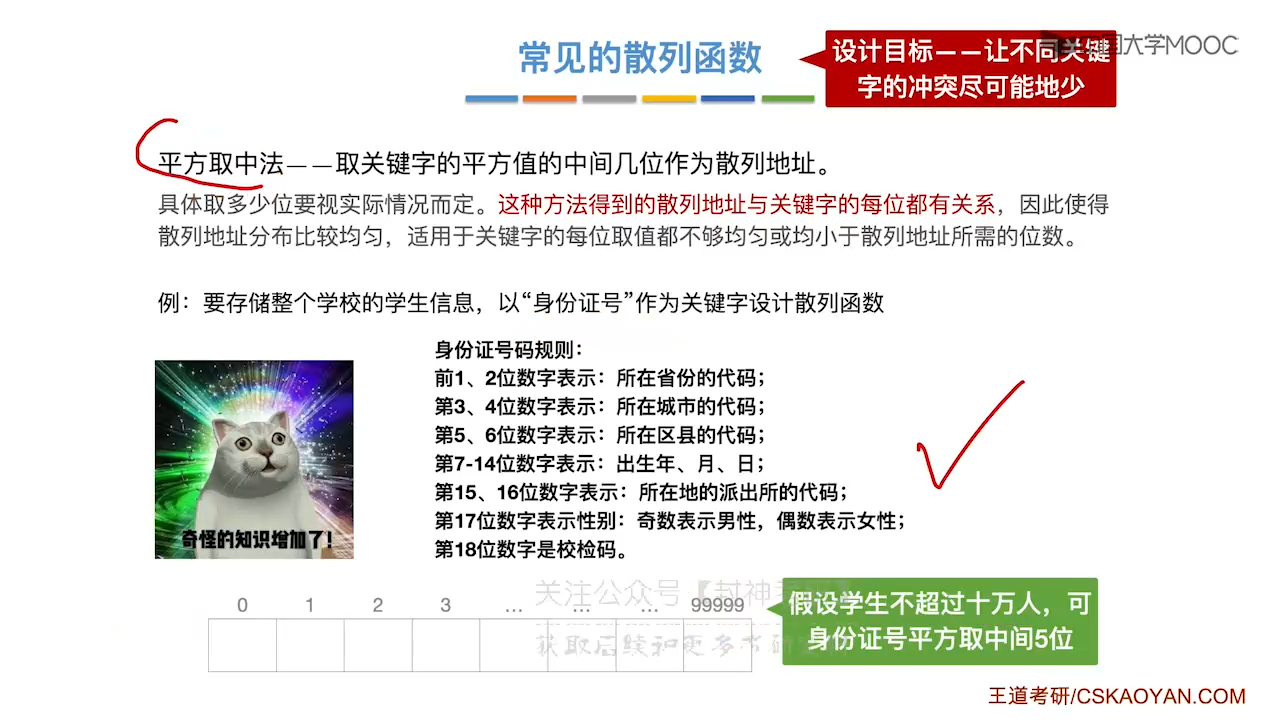 常见的散列函数
设计目标——让不同关键
字的冲突尽可能地少
中国大学MOOC
平方取中法——取关键字的平方值的中间几位作为散列地址。
具体取多少位要视实际情况而定。这种方法得到的散列地址与关键字的每位都有关系，因此使得
散列地址分布比较均匀，适用于关键字的每位取值都不够均匀或均小于散列地址所需的位数。
例：要存储整个学校的学生信息，以“身份证号”作为关键字设计散列函数
身份证号码规则：
前1、2位数字表示：所在省份的代码；
第3、4位数字表示：所在城市的代码；
第5、6位数字表示：所在区县的代码；
第7-14位数字表示：出生年、月、日；
第15、16位数字表示：所在地的派出所的代码；
第17位数字表示性别：奇数表示男性，偶数表示女性；
第18位数字是校检码。
奇怪的知识增加了！
0 1 2 3 … … … 99999
假设学生不超过十万人，可
身份证号平方取中间5位
关注公众号【封神
获取后续和更多
王道考研/CSKAOYAN.COM